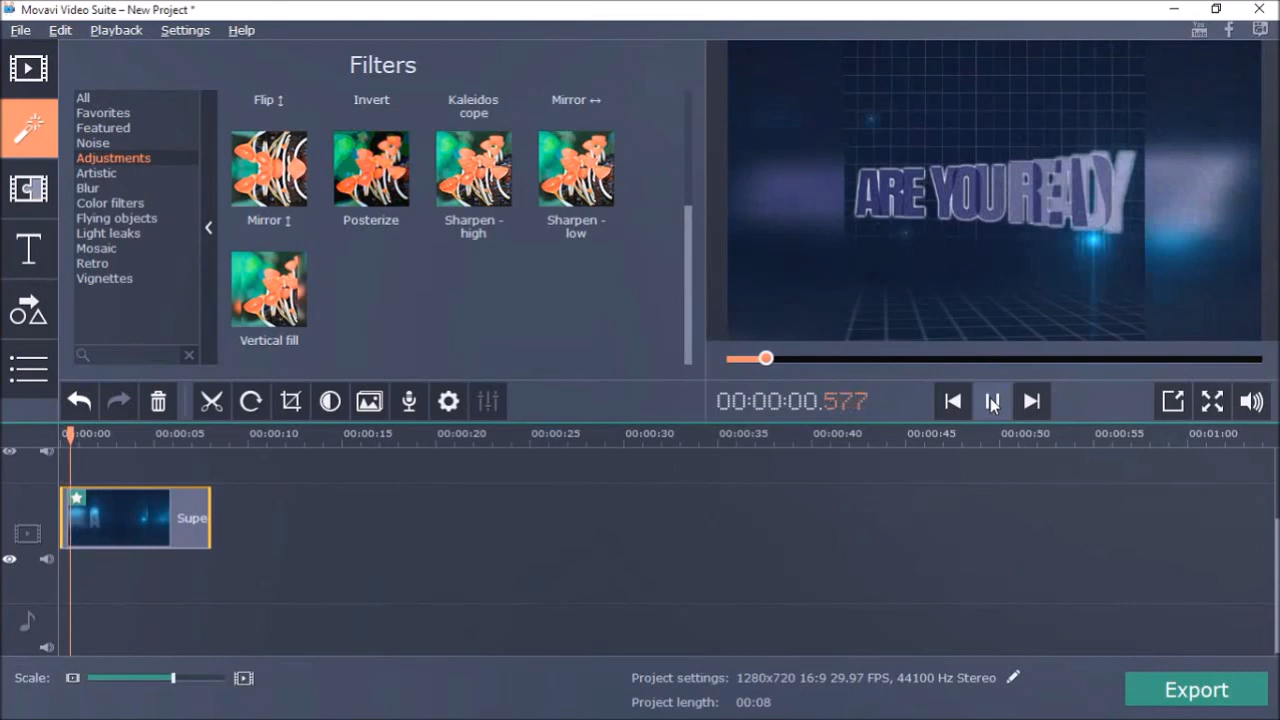 Movavi Video Suite – New Project *
File Edit Playback Settings Help
You
Tube
Filters
All
Favorites
Featured
Noise
Adjustments
Artistic
Blur
Color filters
Flying objects
Light leaks
Mosaic
Retro
Vignettes
Flip ↕ Invert Kaleidos
cope Mirror ↔
Mirror ↕ Posterize Sharpen -
high Sharpen -
low
Vertical fill
ARE YOU READY
00:00:00.577
0:00:00 00:00:05 00:00:10 00:00:15 00:00:20 00:00:25 00:00:30 00:00:35 00:00:40 00:00:45 00:00:50 00:00:55 00:01:00
Supe
Scale:
Project settings: 1280x720 16:9 29.97 FPS, 44100 Hz Stereo
Project length: 00:08
Export